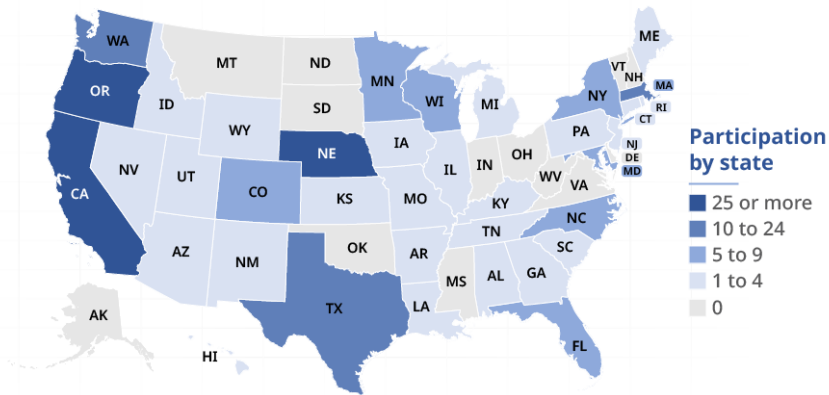 WA
MT
ND
MN
ME
VT
NH
OR
ID
SD
WI
MI
NY
MA
RI
CT
WY
NE
IA
PA
NJ
DE
MD
NV
UT
CO
KS
MO
IL
IN
OH
WV
VA
KY
CA
AZ
NM
OK
AR
TN
NC
SC
TX
LA
MS
AL
GA
FL
AK
HI
Participation
by state
25 or more
10 to 24
5 to 9
1 to 4
0